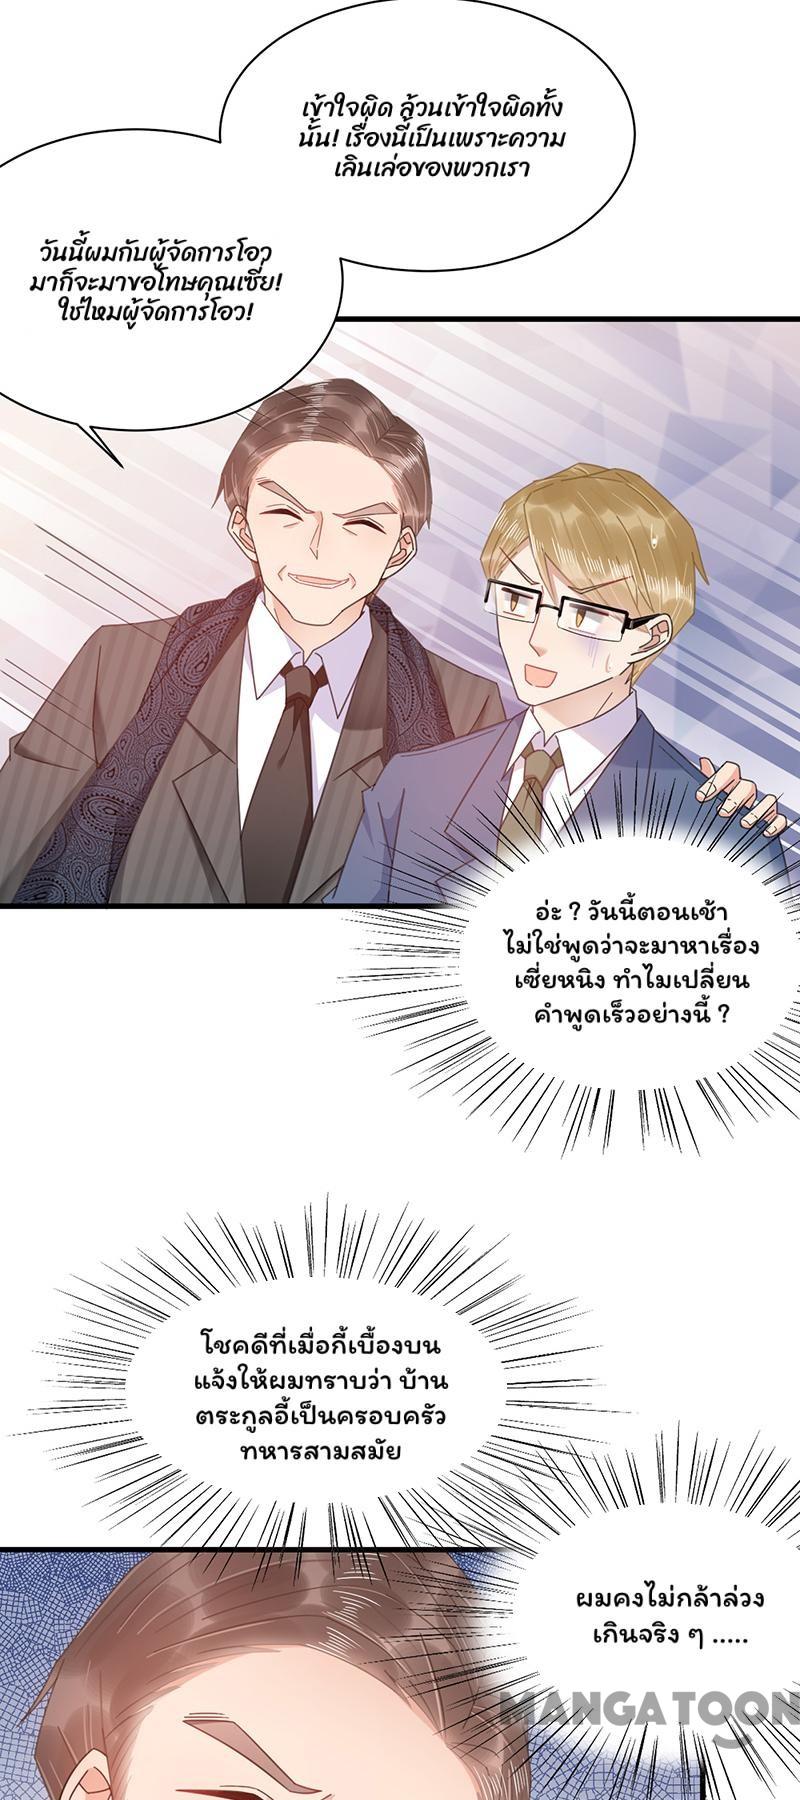 เข้าใจผิด ล้วนเข้าใจผิดทั้ง
นั้น! เรื่องนี้เป็นเพราะความ
เลินเล่อของพวกเรา
วันนี้ผมกับผู้จัดการโอว
มาก็จะมาขอโทษคุณเซี่ย!
ใช่ไหมผู้จัดการโอว!
อ่ะ ? วันนี้ตอนเช้า
ไม่ใช่พูดว่าจะมาหาเรื่อง
เซี่ยหนิง ทำไมเปลี่ยน
คำพูดเร็วอย่างนี้ ?
โชคดีที่เมื่อกี้เบื้องบน
แจ้งให้ผมทราบว่า บ้าน
ตระกูลอี้เป็นครอบครัว
ทหารสามสมัย
ผมคงไม่กล้าล่วง
เกินจริง ๆ .....
MANGATOON